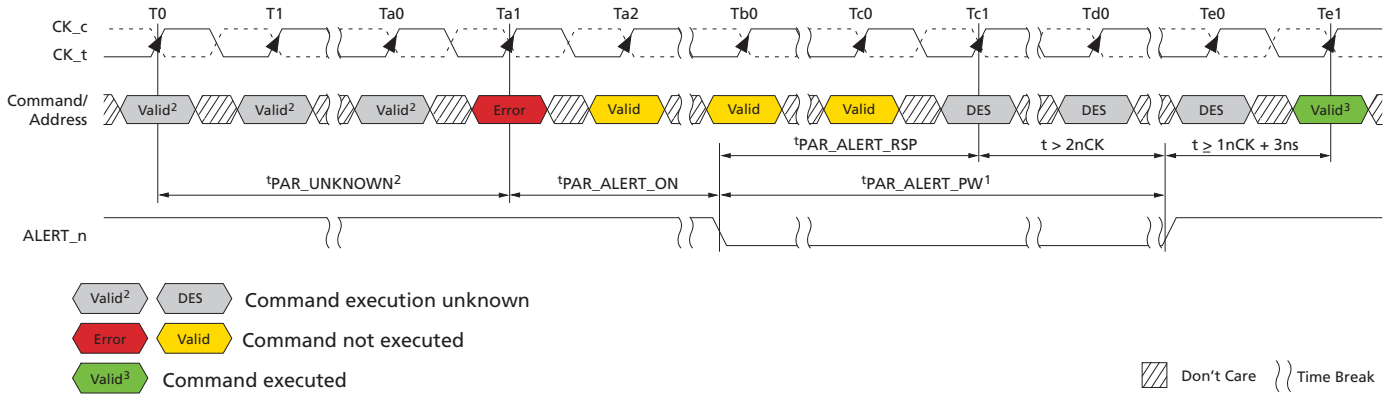 T0 T1 Ta0 Ta1 Ta2 Tb0 Tc0 Tc1 Td0 Te0 Te1
CK_c
CK_t
Command/
Address
Valid² Valid² Valid² Error Valid Valid Valid DES DES DES Valid³
tPAR_ALERT_RSP t > 2nCK t ≥ 1nCK + 3ns
tPAR_UNKNOWN² tPAR_ALERT_ON tPAR_ALERT_PW¹
ALERT_n
Valid² DES Command execution unknown
Error Valid Command not executed
Valid³ Command executed
Don't Care Time Break